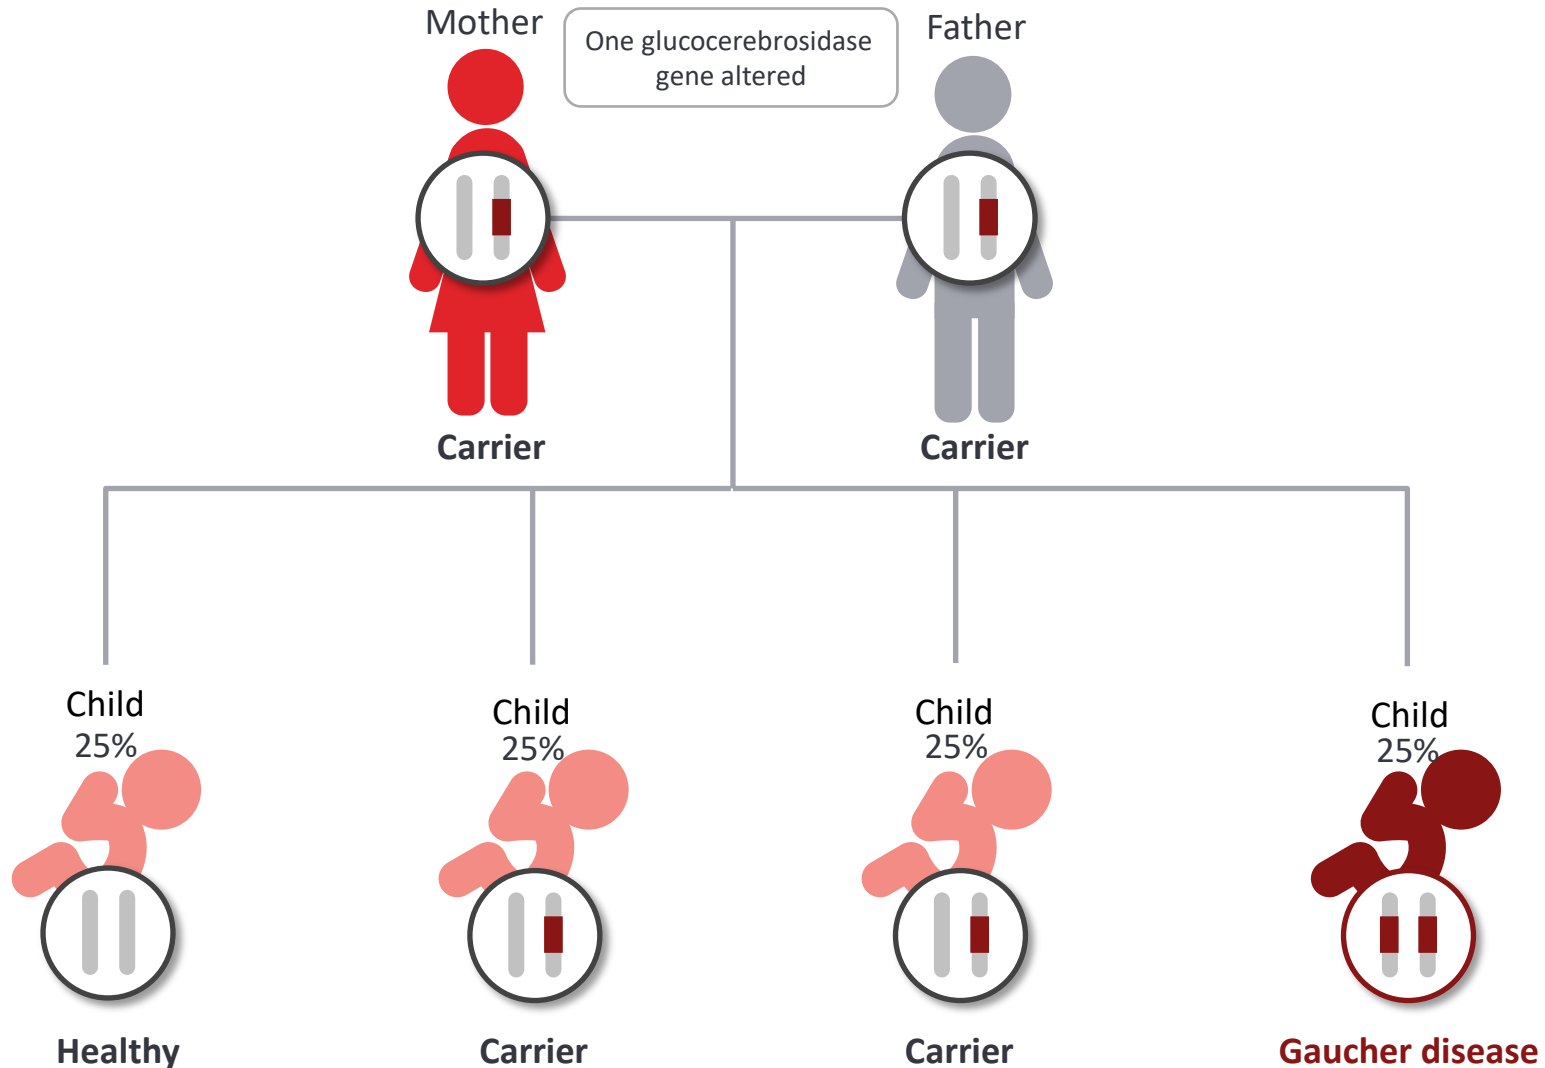 Mother
One glucocerebrosidase
gene altered
Father
Carrier
Carrier
Child
25%
Child
25%
Child
25%
Child
25%
Healthy
Carrier
Carrier
Gaucher disease